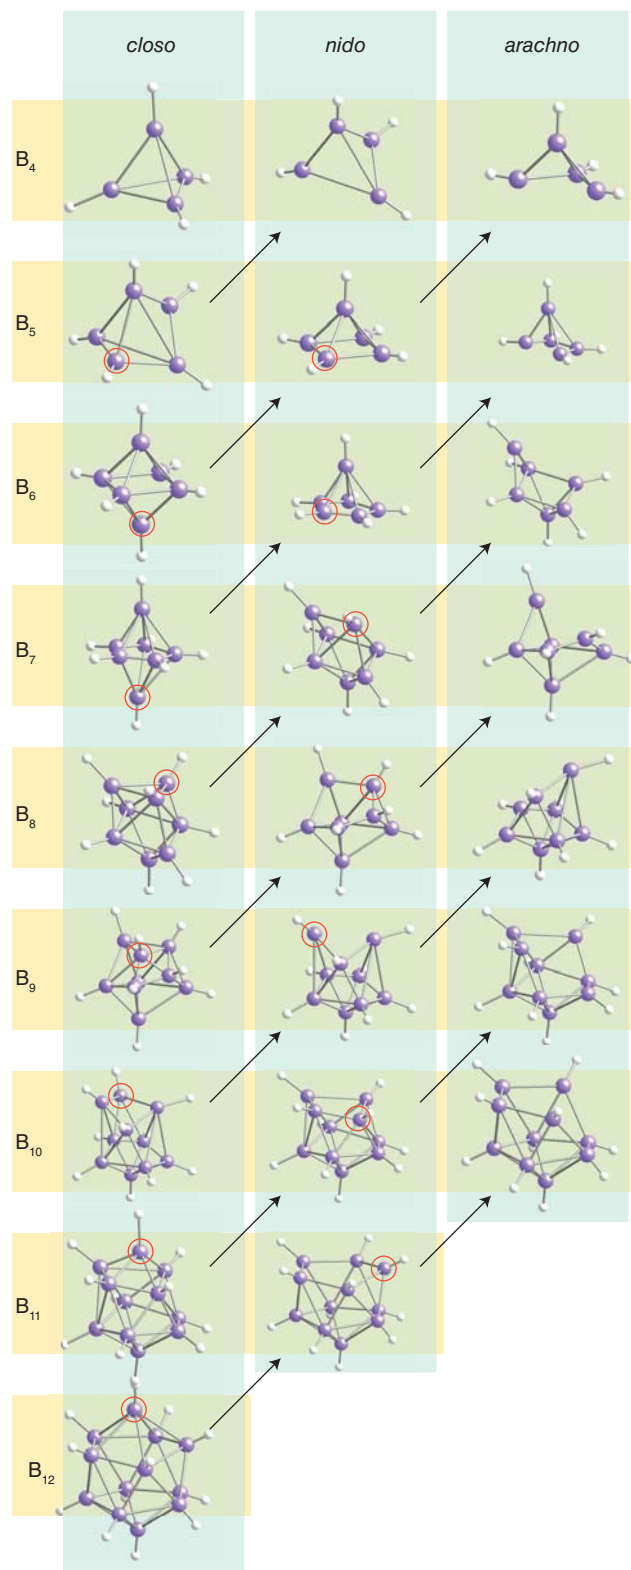 closo nido arachno
B₄
B₅
B₆
B₇
B₈
B₉
B₁₀
B₁₁
B₁₂